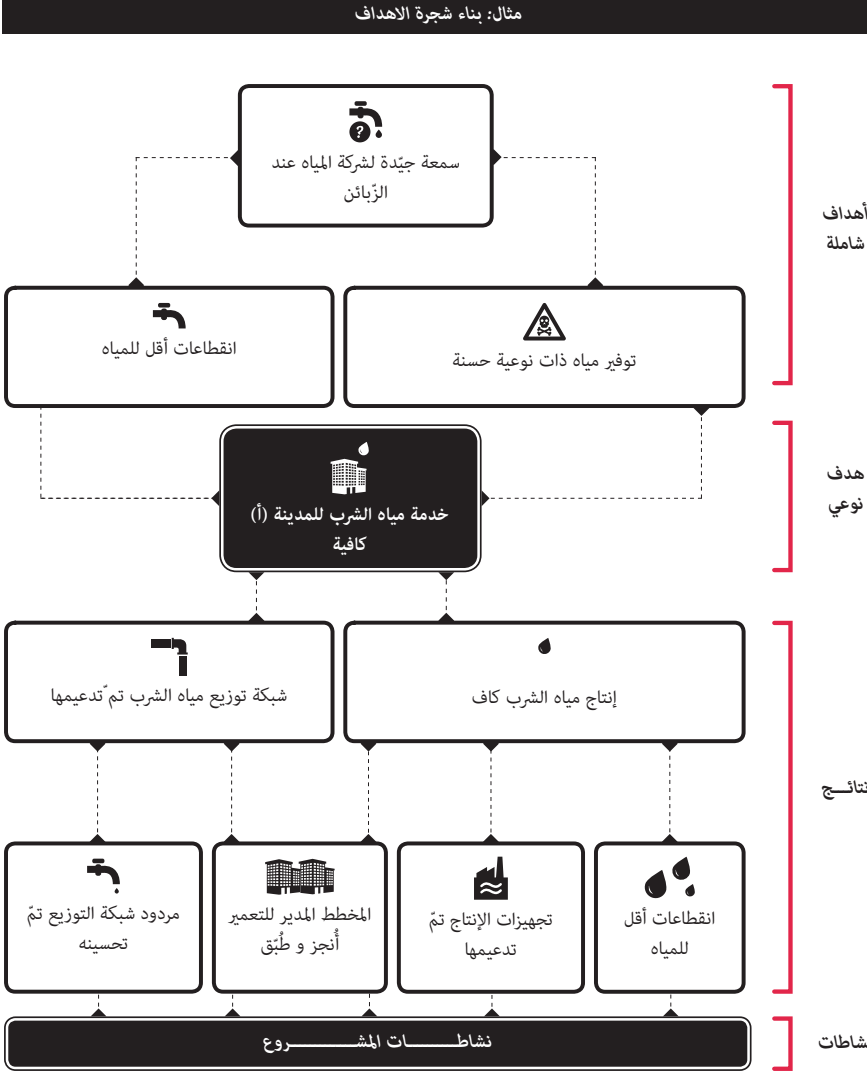 مثال: بناء شجرة الاهداف
سمعة جيّدة لشركة المياه عند
الزّبائن
أهداف
شاملة
توفير مياه ذات نوعية حسنة
انقطاعات أقل للمياه
هدف
نوعي
خدمة مياه الشرب للمدينة (أ)
كافية
إنتاج مياه الشرب كاف
شبكة توزيع مياه الشرب تم ّتدعيمها
نتائـــج
انقطاعات أقل
للمياه
تجهيزات الإنتاج تمّ
تدعيمها
المخطط المدير للتعمير
أُنجز و طُبّق
مردود شبكة التوزيع تمّ
تحسينه
شاطات
نشاطـــــــات المشـــــــــروع